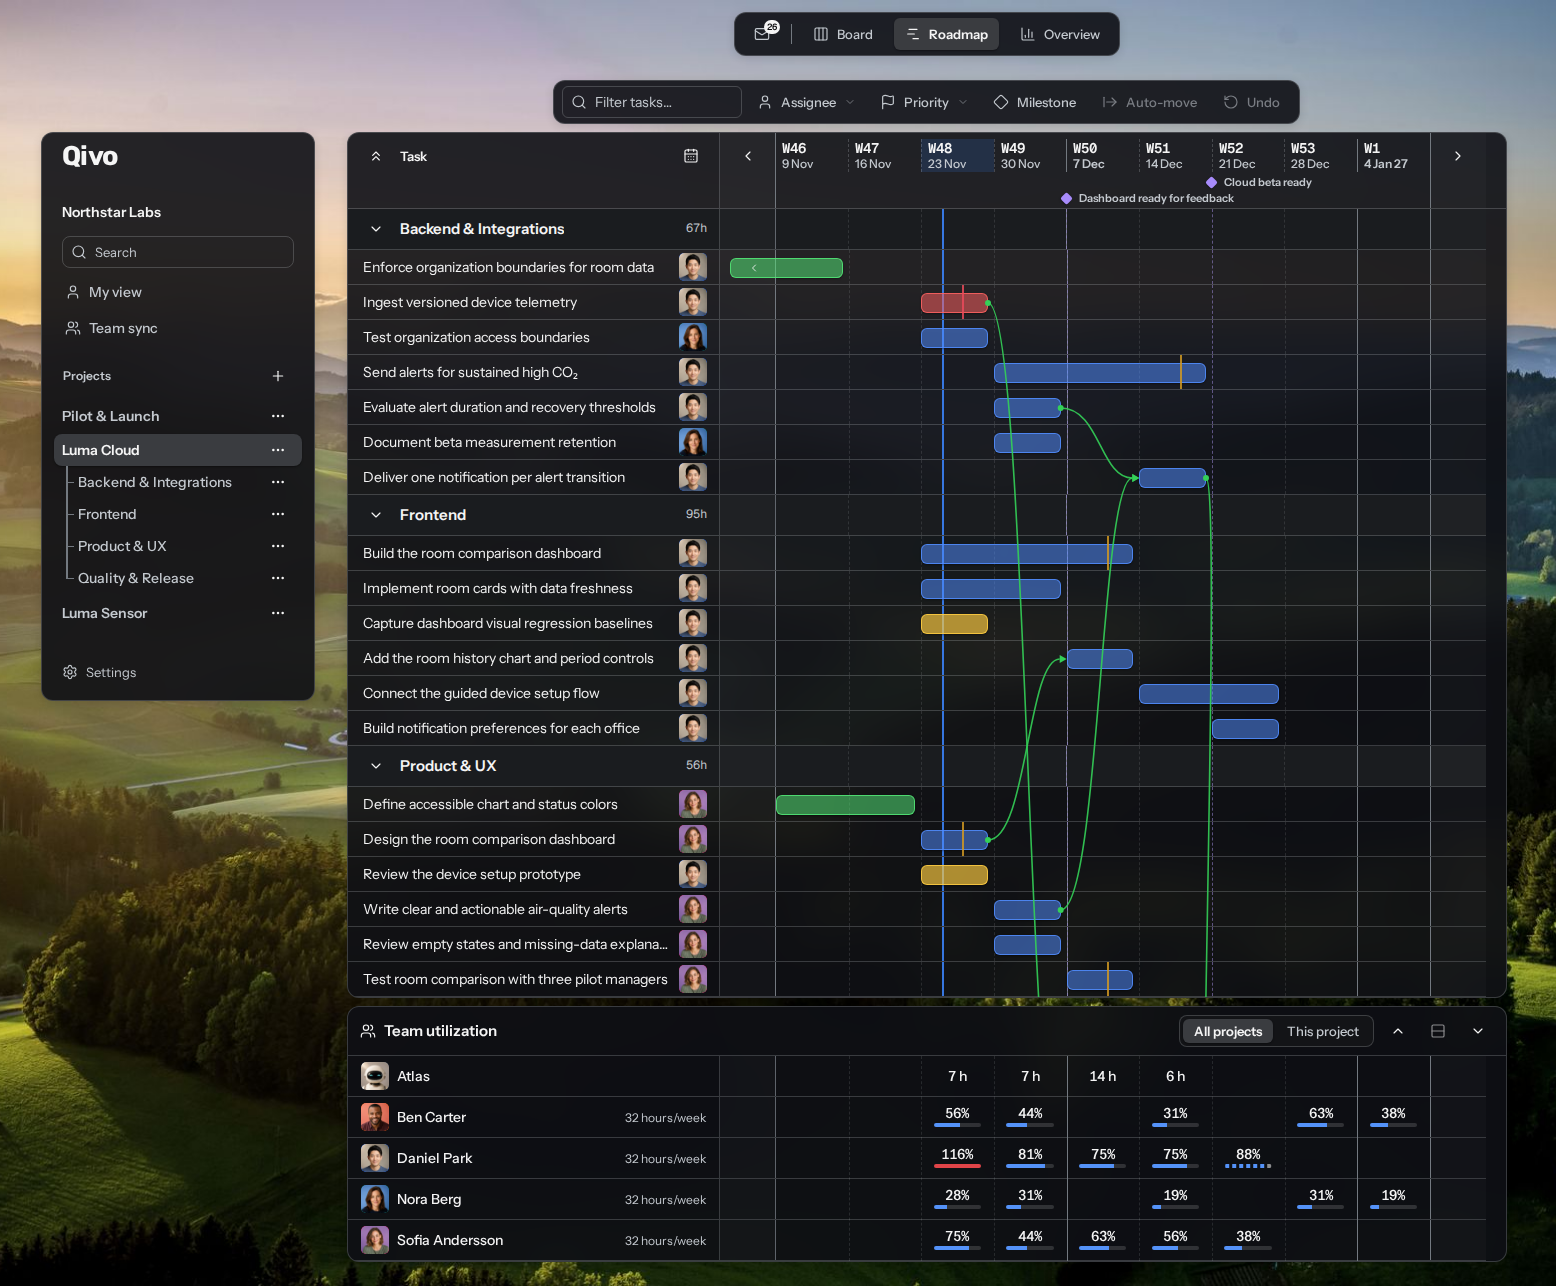 26
Board
Roadmap
Overview
Filter tasks...
Assignee
Priority
Milestone
Auto-move
Undo
Qivo
Northstar Labs
Search
My view
Team sync
Projects
Pilot & Launch
Luma Cloud
Backend & Integrations
Frontend
Product & UX
Quality & Release
Luma Sensor
Settings
Task
W46 W47 W48 W49 W50 W51 W52 W53 W1
9 Nov 16 Nov 23 Nov 30 Nov 7 Dec 14 Dec 21 Dec 28 Dec 4 Jan 27
Cloud beta ready
Dashboard ready for feedback
Backend & Integrations 67h
Enforce organization boundaries for room data
Ingest versioned device telemetry
Test organization access boundaries
Send alerts for sustained high CO₂
Evaluate alert duration and recovery thresholds
Document beta measurement retention
Deliver one notification per alert transition
Frontend 95h
Build the room comparison dashboard
Implement room cards with data freshness
Capture dashboard visual regression baselines
Add the room history chart and period controls
Connect the guided device setup flow
Build notification preferences for each office
Product & UX 56h
Define accessible chart and status colors
Design the room comparison dashboard
Review the device setup prototype
Write clear and actionable air-quality alerts
Review empty states and missing-data explana...
Test room comparison with three pilot managers
Team utilization
All projects This project
Atlas 7 h 7 h 14 h 6 h
Ben Carter 32 hours/week 56% 44% 31% 63% 38%
Daniel Park 32 hours/week 116% 81% 75% 75% 88%
Nora Berg 32 hours/week 28% 31% 19% 31% 19%
Sofia Andersson 32 hours/week 75% 44% 63% 56% 38%